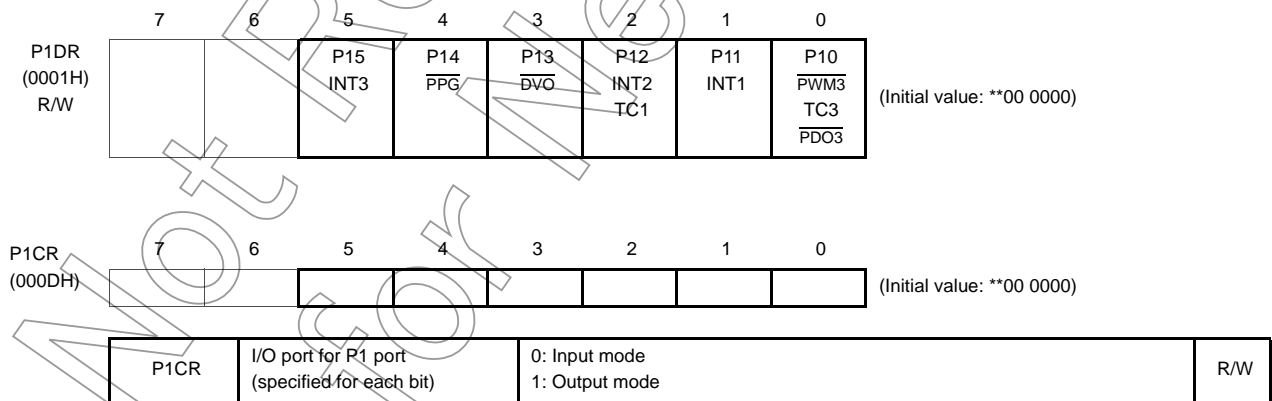 7 6 5 4 3 2 1 0
P1DR
(0001H)
R/W
P15
INT3
P14
PPG
P13
DVO
P12
INT2
TC1
P11
INT1
P10
PWM3
TC3
PDO3
(Initial value: **00 0000)
P1CR
(000DH)
7 6 5 4 3 2 1 0
(Initial value: **00 0000)
P1CR
I/O port for P1 port
(specified for each bit)
0: Input mode
1: Output mode
R/W